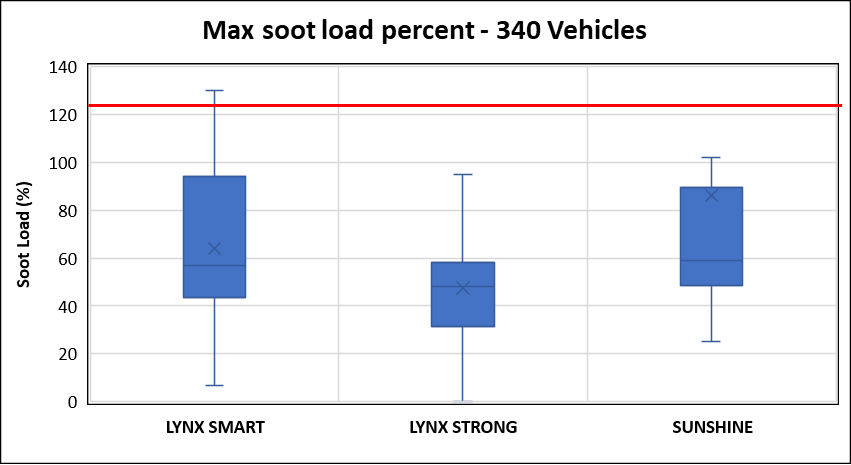 Max soot load percent - 340 Vehicles
140
120
100
80
60
40
20
0
Soot Load (%)
LYNX SMART
LYNX STRONG
SUNSHINE